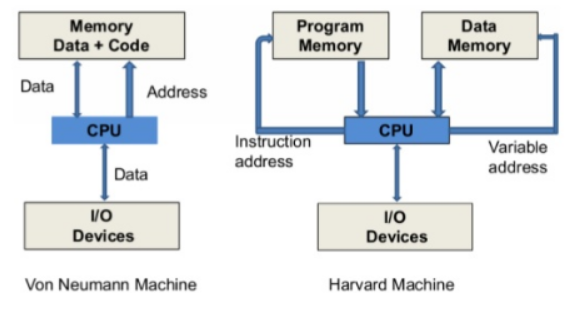 Memory
Data + Code
Data
Address
CPU
Data
I/O
Devices
Von Neumann Machine
Program
Memory
Data
Memory
CPU
Instruction
address
Variable
address
I/O
Devices
Harvard Machine